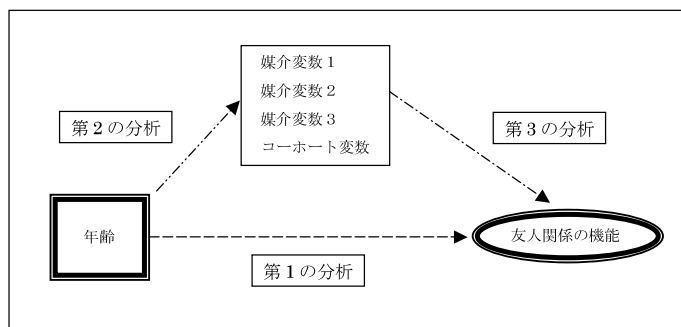 媒介変数1
媒介変数2
媒介変数3
コーホート変数
第2の分析
第3の分析
年齢
友人関係の機能
第1の分析